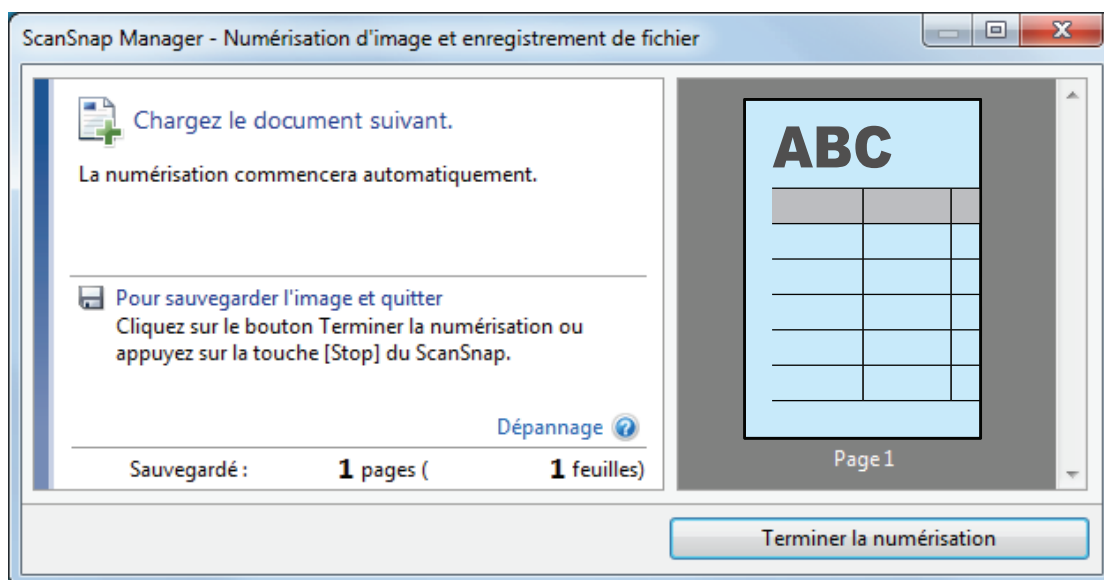 ScanSnap Manager - Numérisation d'image et enregistrement de fichier
Chargez le document suivant.
La numérisation commencera automatiquement.
Pour sauvegarder l'image et quitter
Cliquez sur le bouton Terminer la numérisation ou
appuyez sur la touche [Stop] du ScanSnap.
Dépannage
Sauvegardé : 1 pages ( 1 feuilles)
ABC
Page 1
Terminer la numérisation